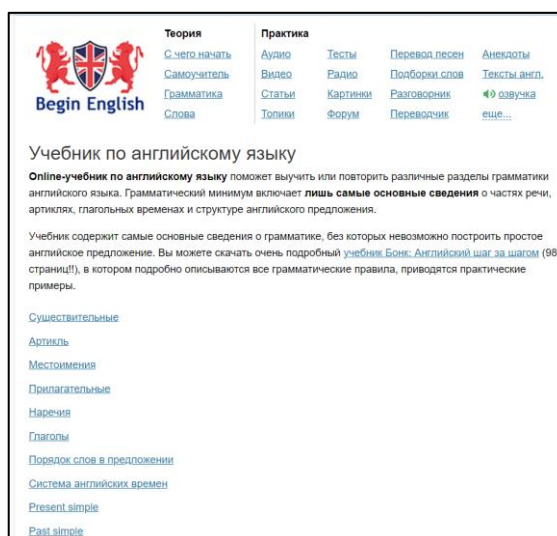 Begin English
Теория
С чего начать
Самоучитель
Грамматика
Слова
Практика
Аудио Тесты Перевод песен Анекдоты
Видео Радио Подборки слов Тексты англ.
Статьи Картинки Разговорник озвучка
Топики Форум Переводчик еще...
Учебник по английскому языку
Online-учебник по английскому языку поможет выучить или повторить различные разделы грамматики
английского языка. Грамматический минимум включает лишь самые основные сведения о частях речи,
артиклях, глагольных временах и структуре английского предложения.
Учебник содержит самые основные сведения о грамматике, без которых невозможно построить простое
английское предложение. Вы можете скачать очень подробный учебник Бонк: Английский шаг за шагом (98
страниц!!), в котором подробно описываются все грамматические правила, приводятся практические
примеры.
Существительные
Артикль
Местоимения
Прилагательные
Наречия
Глаголы
Порядок слов в предложении
Система английских времен
Present simple
Past simple